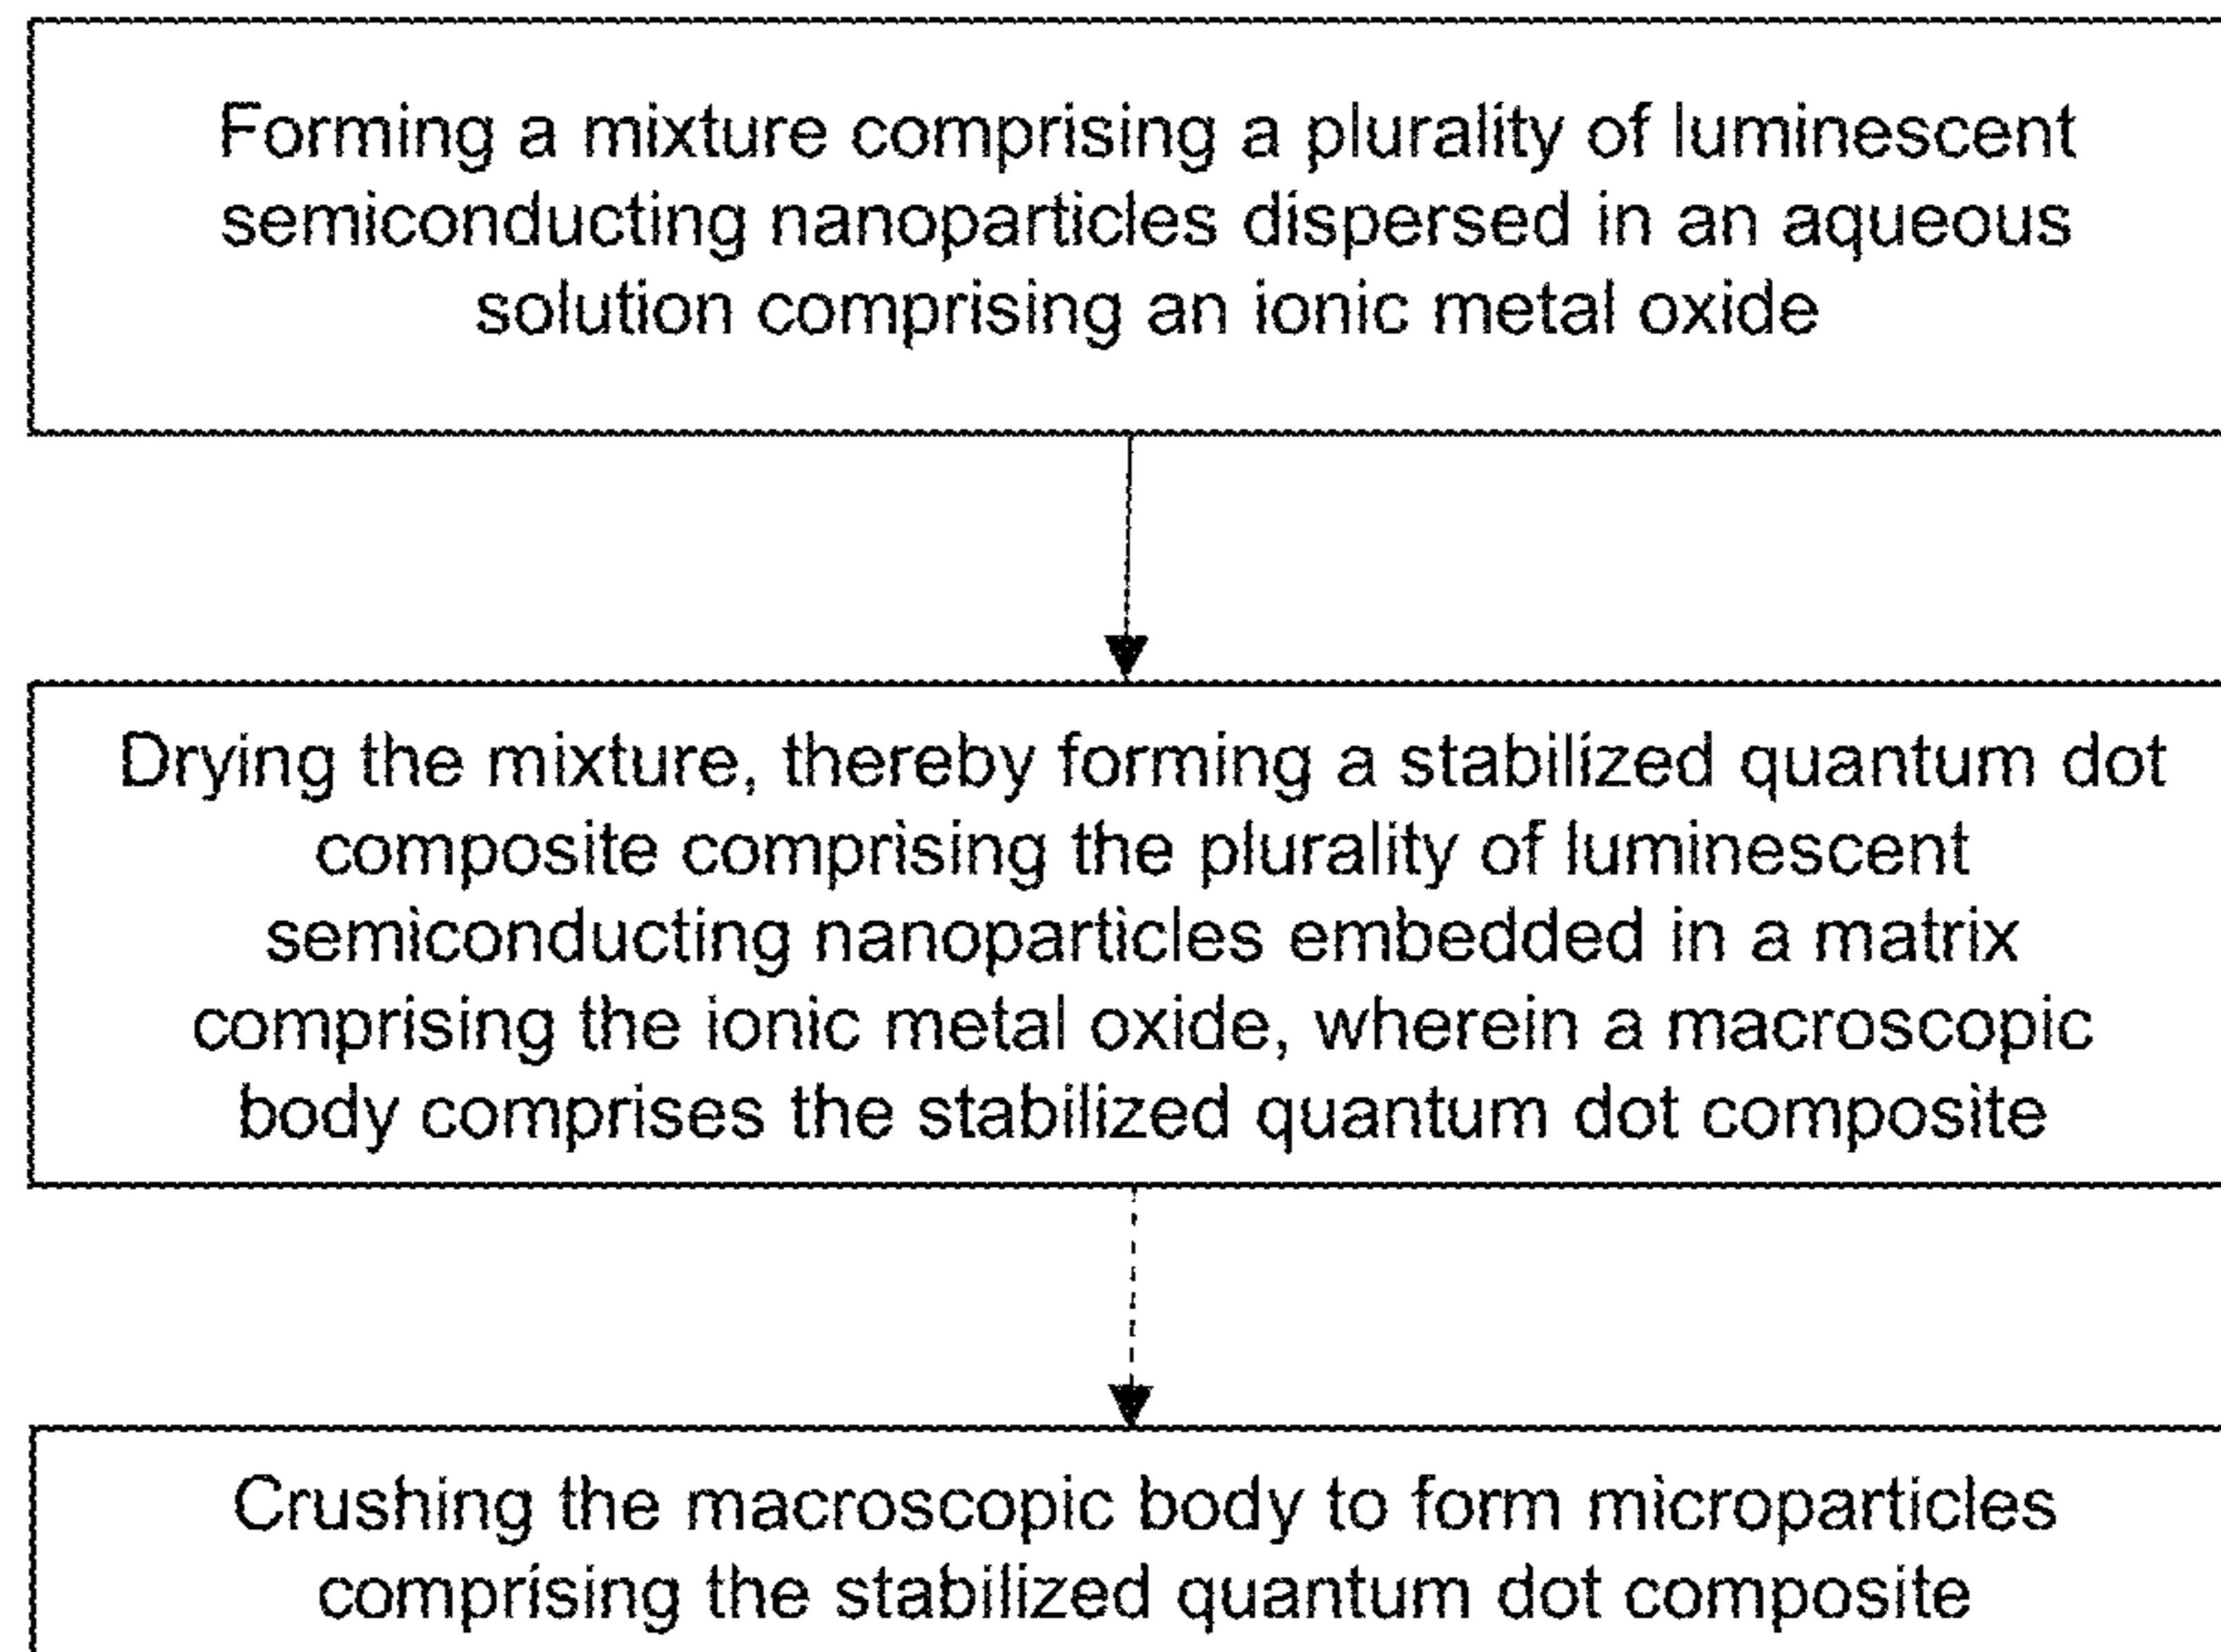 Forming a mixture comprising a plurality of luminescent
semiconducting nanoparticles dispersed in an aqueous
solution comprising an ionic metal oxide
Drying the mixture, thereby forming a stabilized quantum dot
composite comprising the plurality of luminescent
semiconducting nanoparticles embedded in a matrix
comprising the ionic metal oxide, wherein a macroscopic
body comprises the stabilized quantum dot composite
Crushing the macroscopic body to form microparticles
comprising the stabilized quantum dot composite